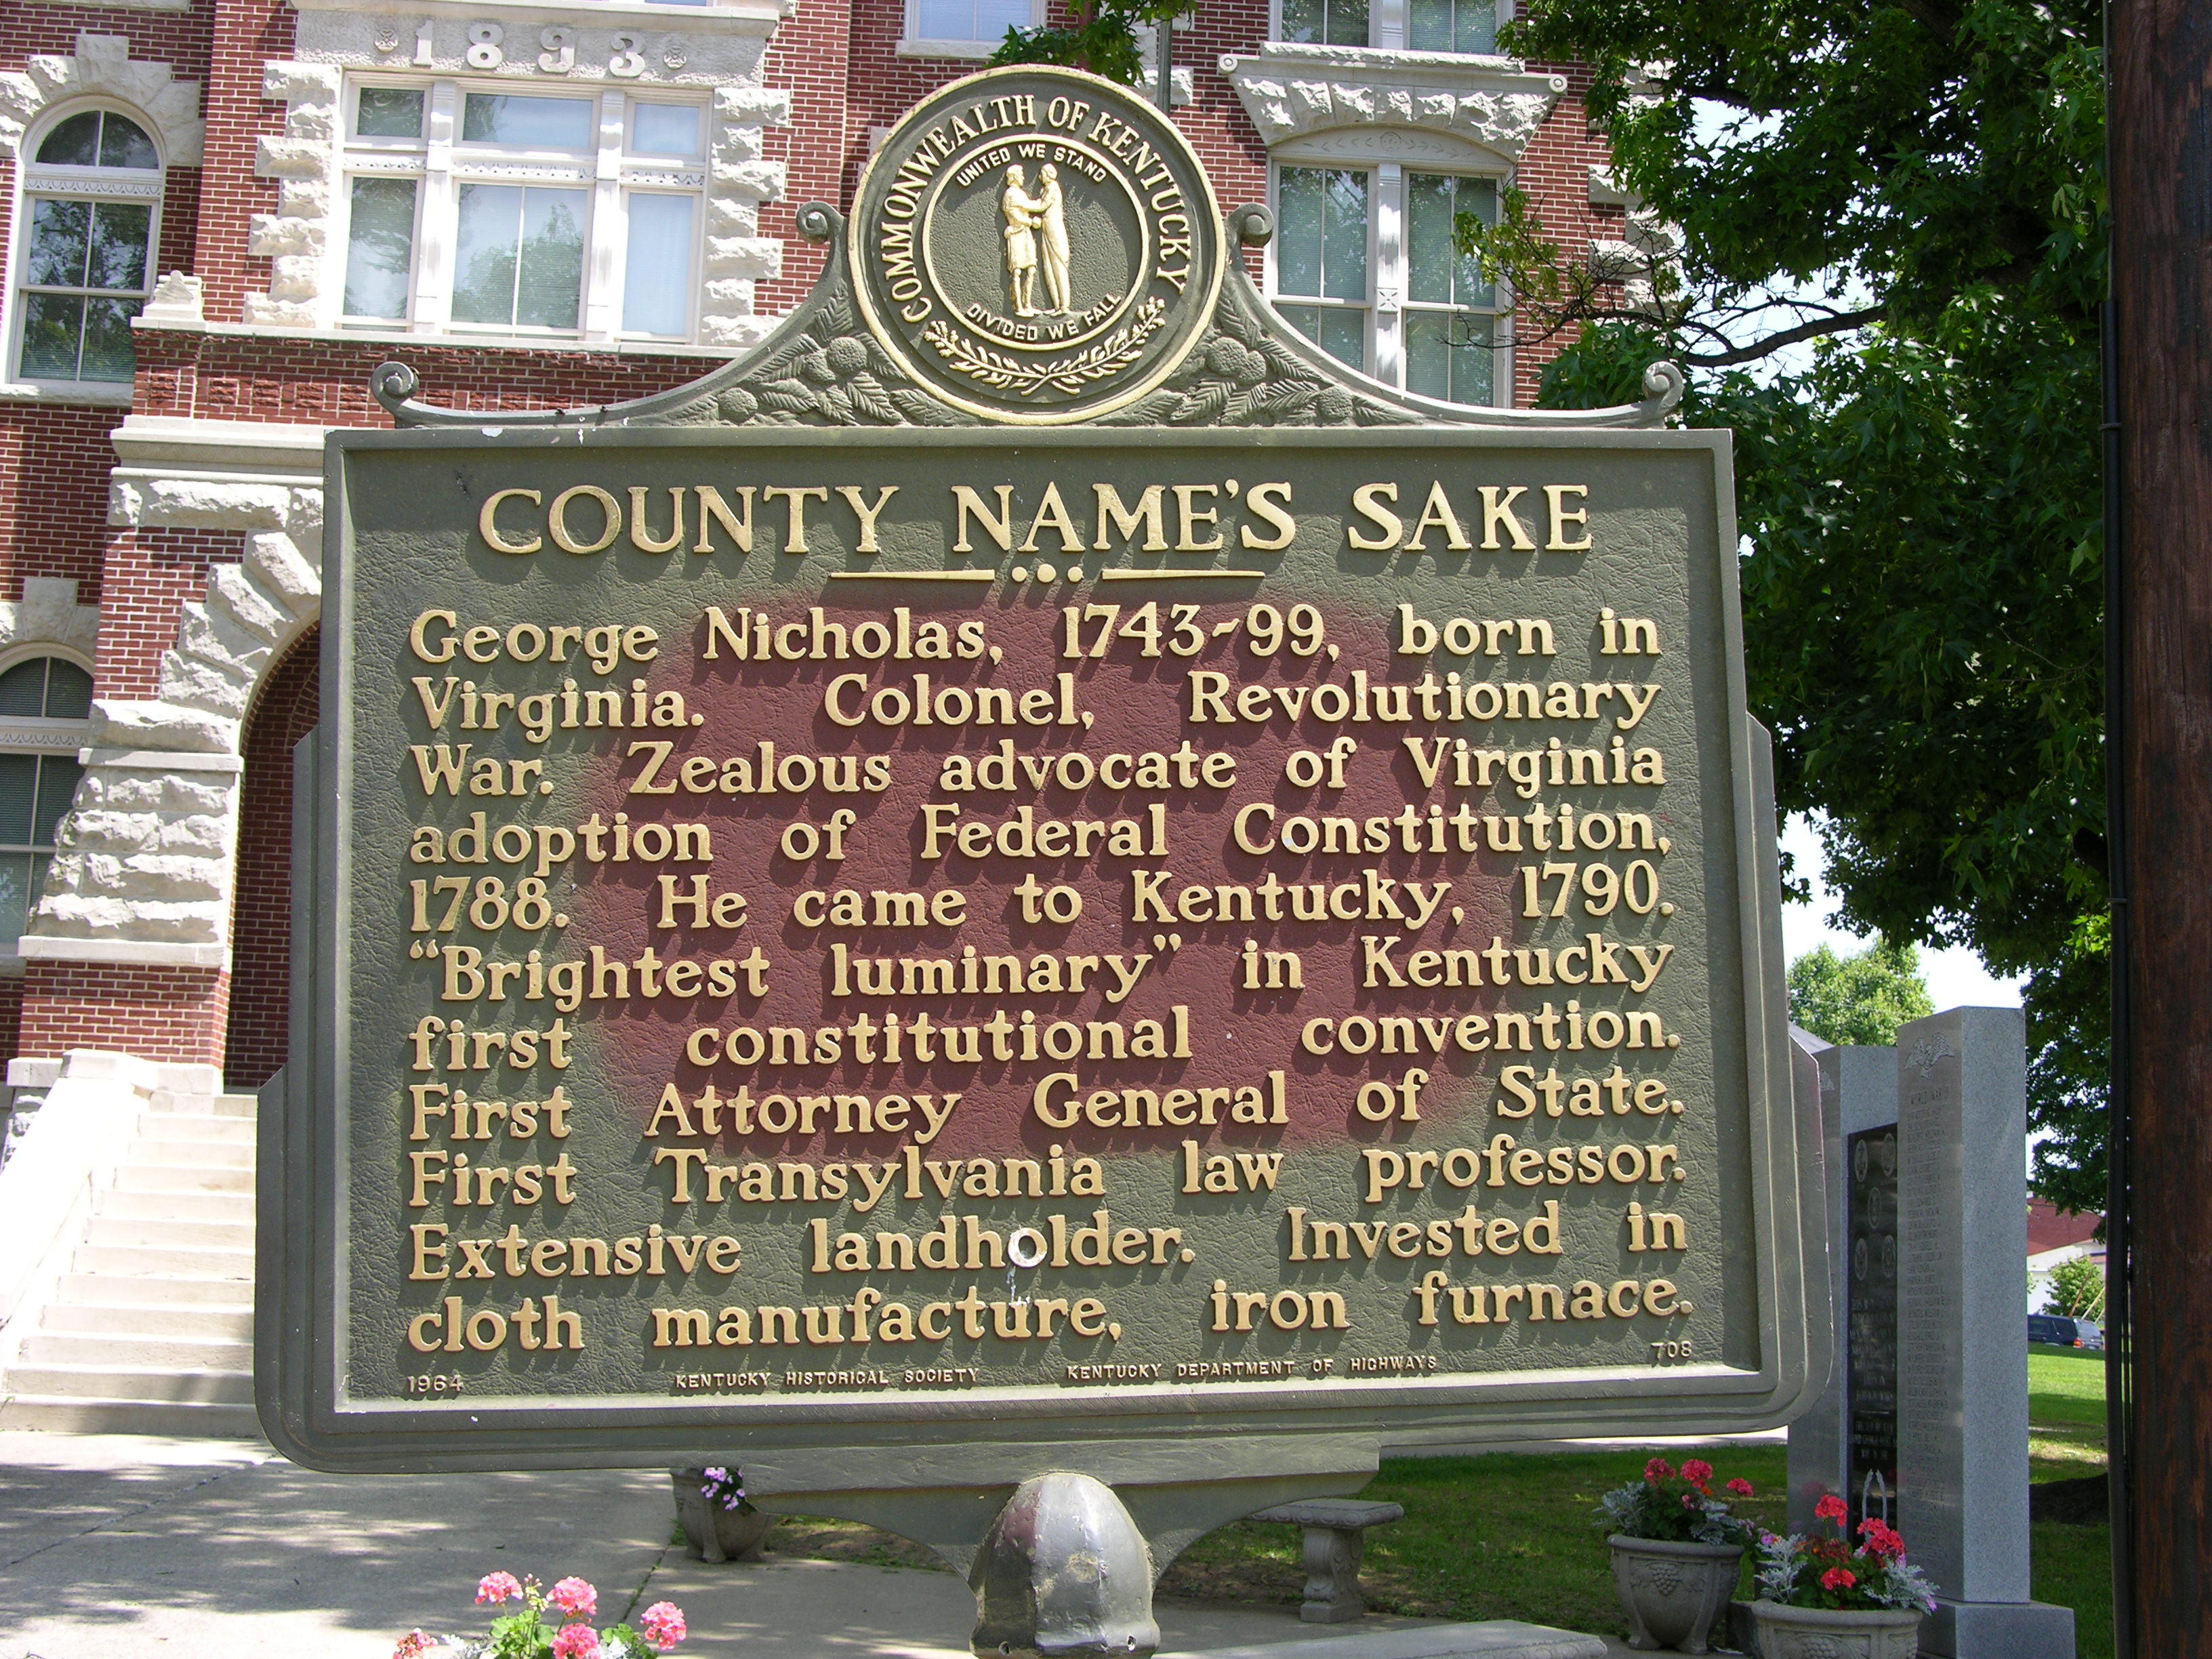 1893
COMMONWEALTH OF KENTUCKY
UNITED WE STAND
DIVIDED WE FALL
COUNTY NAME'S SAKE
George Nicholas, 1743-99, born in
Virginia. Colonel, Revolutionary
War. Zealous advocate of Virginia
adoption of Federal Constitution,
1788. He came to Kentucky, 1790.
"Brightest luminary" in Kentucky
first constitutional convention.
First Attorney General of State.
First Transylvania law professor.
Extensive landholder. Invested in
cloth manufacture, iron furnace.
708
1964 KENTUCKY HISTORICAL SOCIETY KENTUCKY DEPARTMENT OF HIGHWAYS